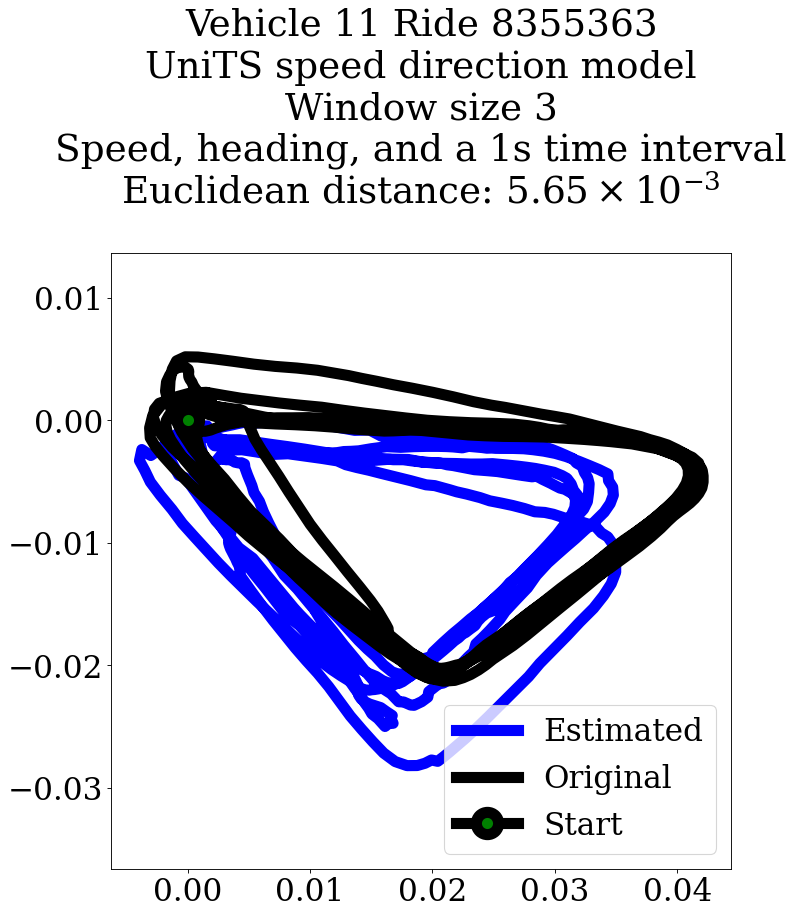 Vehicle 11 Ride 8355363
UniTS speed direction model
Window size 3
Speed, heading, and a 1s time interval
Euclidean distance: 5.65 × 10⁻³
0.01
0.00
−0.01
−0.02
−0.03
Estimated
Original
Start
0.00 0.01 0.02 0.03 0.04